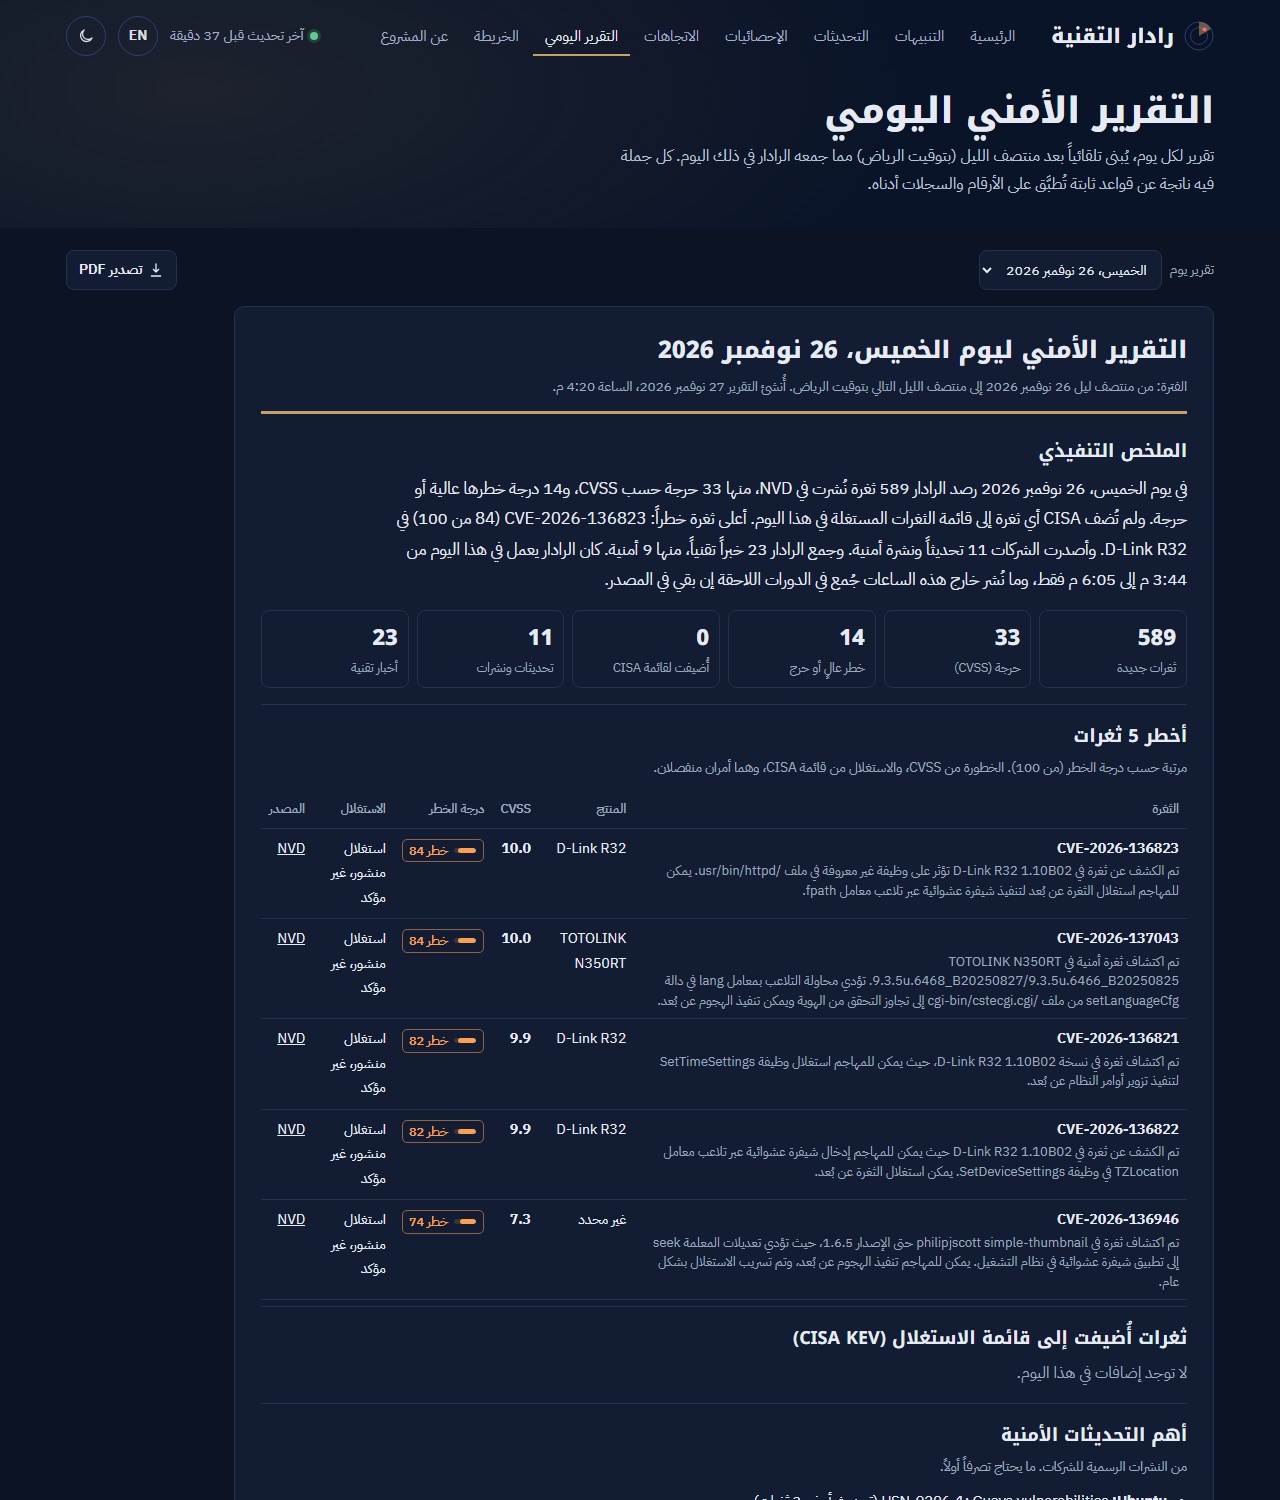 رادار التقنية
الرئيسية
التنبيهات
التحديثات
الإحصائيات
الاتجاهات
التقرير اليومي
الخريطة
عن المشروع
آخر تحديث قبل 37 دقيقة
EN
التقرير الأمني اليومي
تقرير لكل يوم، يُبنى تلقائياً بعد منتصف الليل (بتوقيت الرياض) مما جمعه الرادار في ذلك اليوم. كل جملة
فيه ناتجة عن قواعد ثابتة تُطبَّق على الأرقام والسجلات أدناه.
تقرير يوم
الخميس، 26 نوفمبر 2026
تصدير PDF
التقرير الأمني ليوم الخميس، 26 نوفمبر 2026
الفترة: من منتصف ليل 26 نوفمبر 2026 إلى منتصف الليل التالي بتوقيت الرياض. أُنشئ التقرير 27 نوفمبر 2026، الساعة 4:20 م.
الملخص التنفيذي
في يوم الخميس، 26 نوفمبر 2026 رصد الرادار 589 ثغرة نُشرت في NVD، منها 33 حرجة حسب CVSS، و14 درجة خطرها عالية أو
حرجة. ولم تُضف CISA أي ثغرة إلى قائمة الثغرات المستغلة في هذا اليوم. أعلى ثغرة خطراً: CVE-2026-136823 (84 من 100) في
D-Link R32. وأصدرت الشركات 11 تحديثاً ونشرة أمنية. وجمع الرادار 23 خبراً تقنياً، منها 9 أمنية. كان الرادار يعمل في هذا اليوم من
3:44 م إلى 6:05 م فقط، وما نُشر خارج هذه الساعات جُمع في الدورات اللاحقة إن بقي في المصدر.
589
ثغرات جديدة
33
حرجة (CVSS)
14
خطر عالٍ أو حرج
0
أُضيفت لقائمة CISA
11
تحديثات ونشرات
23
أخبار تقنية
أخطر 5 ثغرات
مرتبة حسب درجة الخطر (من 100). الخطورة من CVSS، والاستغلال من قائمة CISA، وهما أمران منفصلان.
الثغرة
المنتج
CVSS
درجة الخطر
الاستغلال
المصدر
CVE-2026-136823
تم الكشف عن ثغرة في D-Link R32 1.10B02 تؤثر على وظيفة غير معروفة في ملف /usr/bin/httpd. يمكن
للمهاجم استغلال الثغرة عن بُعد لتنفيذ شيفرة عشوائية عبر تلاعب معامل fpath.
D-Link R32
10.0
خطر 84
استغلال
منشور، غير
مؤكد
NVD
CVE-2026-137043
تم اكتشاف ثغرة أمنية في TOTOLINK N350RT
9.3.5u.6468_B20250827/9.3.5u.6466_B20250825. تؤدي محاولة التلاعب بمعامل lang في دالة
setLanguageCfg من ملف /cgi-bin/cstecgi.cgi إلى تجاوز التحقق من الهوية ويمكن تنفيذ الهجوم عن بُعد.
TOTOLINK
N350RT
10.0
خطر 84
استغلال
منشور، غير
مؤكد
NVD
CVE-2026-136821
تم اكتشاف ثغرة في نسخة D-Link R32 1.10B02، حيث يمكن للمهاجم استغلال وظيفة SetTimeSettings
لتنفيذ تزوير أوامر النظام عن بُعد.
D-Link R32
9.9
خطر 82
استغلال
منشور، غير
مؤكد
NVD
CVE-2026-136822
تم الكشف عن ثغرة في D-Link R32 1.10B02 حيث يمكن للمهاجم إدخال شيفرة عشوائية عبر تلاعب معامل
TZLocation في وظيفة SetDeviceSettings. يمكن استغلال الثغرة عن بُعد.
D-Link R32
9.9
خطر 82
استغلال
منشور، غير
مؤكد
NVD
CVE-2026-136946
تم اكتشاف ثغرة في philipjscott simple-thumbnail حتى الإصدار 1.6.5، حيث تؤدي تعديلات المعلمة seek
إلى تطبيق شيفرة عشوائية في نظام التشغيل. يمكن للمهاجم تنفيذ الهجوم عن بُعد، وتم تسريب الاستغلال بشكل
عام.
غير محدد
7.3
خطر 74
استغلال
منشور، غير
مؤكد
NVD
ثغرات أُضيفت إلى قائمة الاستغلال (CISA KEV)
لا توجد إضافات في هذا اليوم.
أهم التحديثات الأمنية
من النشرات الرسمية للشركات. ما يحتاج تصرفاً أولاً.